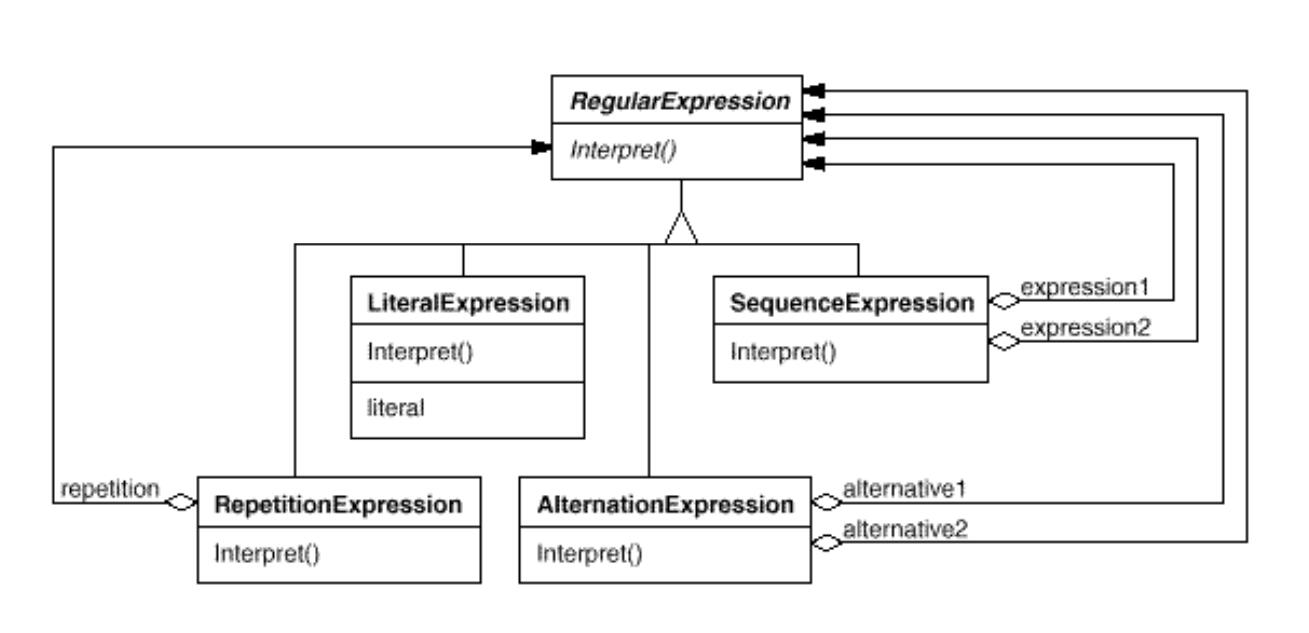 RegularExpression
Interpret()
LiteralExpression
Interpret()
literal
SequenceExpression
Interpret()
expression1
expression2
repetition
RepetitionExpression
Interpret()
AlternationExpression
Interpret()
alternative1
alternative2